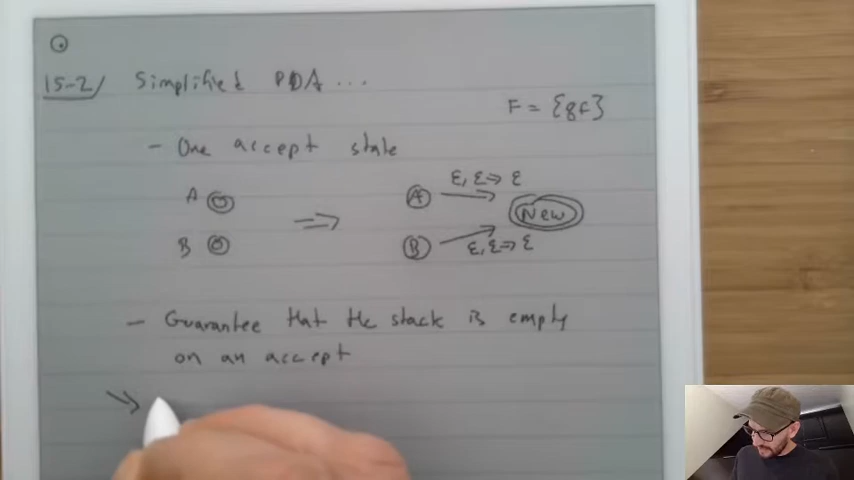 15-2/ Simplified PDA...
F = {qF}
- One accept state
A ⇒ A ε, ε → ε New
B B ε, ε → ε
- Guarantee that the stack is empty
on an accept